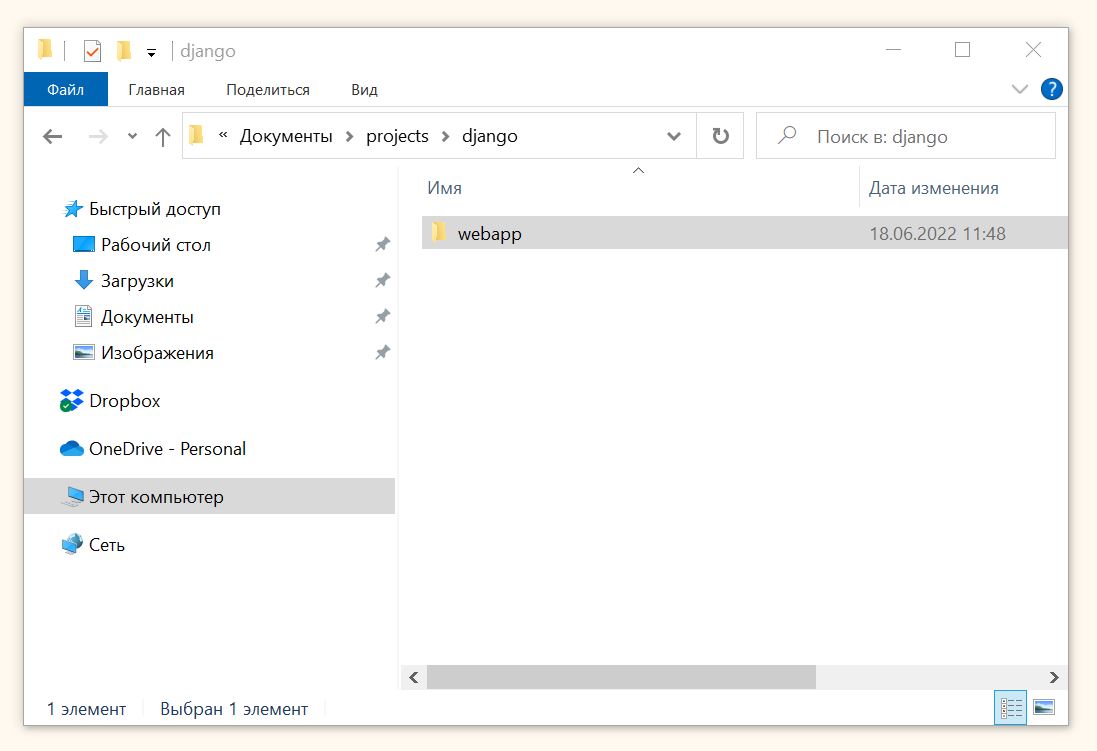 django
Файл Главная Поделиться Вид ?
« Документы > projects > django Поиск в: django
Имя Дата изменения
webapp 18.06.2022 11:48
Быстрый доступ
Рабочий стол
Загрузки
Документы
Изображения
Dropbox
OneDrive - Personal
Этот компьютер
Сеть
1 элемент Выбран 1 элемент